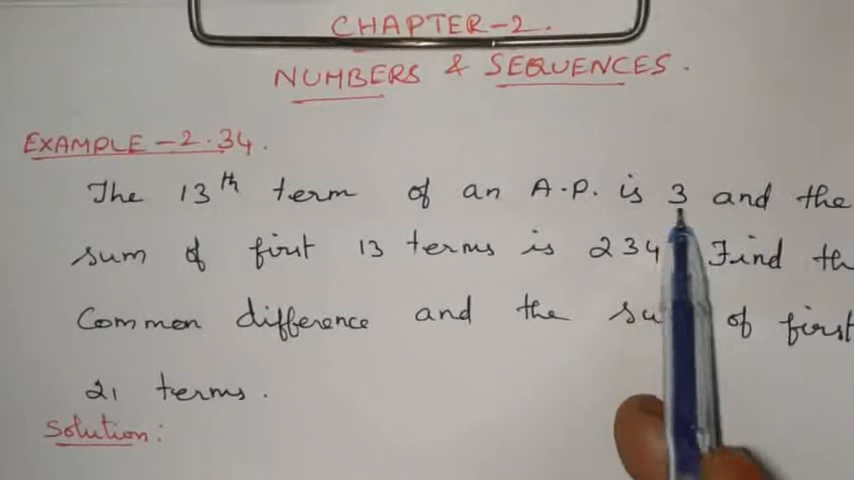 CHAPTER-2.
NUMBERS & SEQUENCES.
EXAMPLE-2.34.
The 13th term of an A.P. is 3 and the
sum of first 13 terms is 234 Find
Common difference and the of first
21 terms.
Solution: